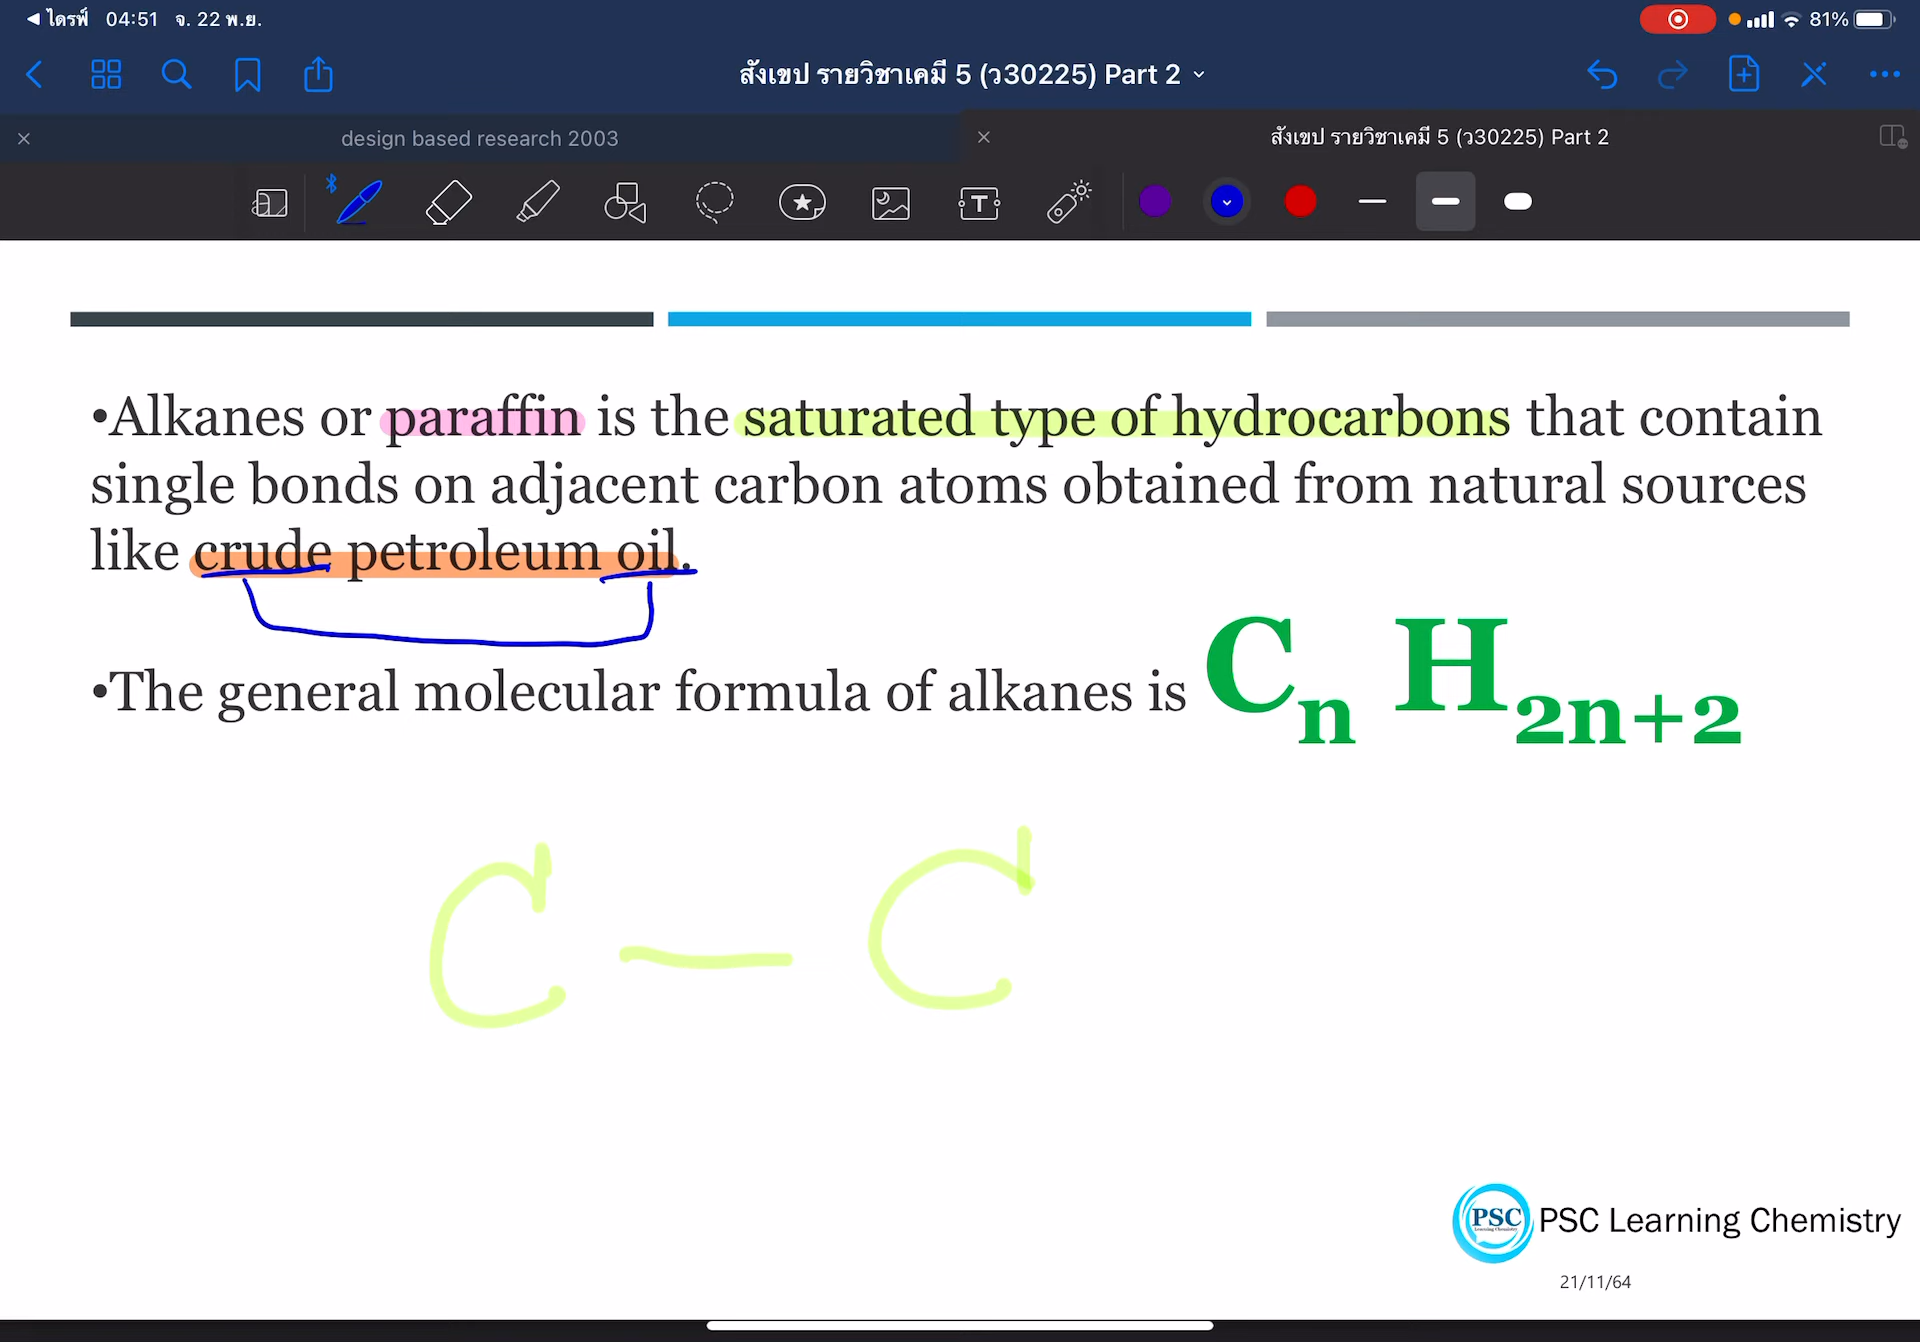 ไดรฟ์ 04:51 จ. 22 พ.ย. 81%
สังเขป รายวิชาเคมี 5 (ว30225) Part 2
design based research 2003
สังเขป รายวิชาเคมี 5 (ว30225) Part 2
T
•Alkanes or paraffin is the saturated type of hydrocarbons that contain
single bonds on adjacent carbon atoms obtained from natural sources
like crude petroleum oil.
•The general molecular formula of alkanes is Cn H2n+2
C — C
PSC
PSC Learning Chemistry
21/11/64